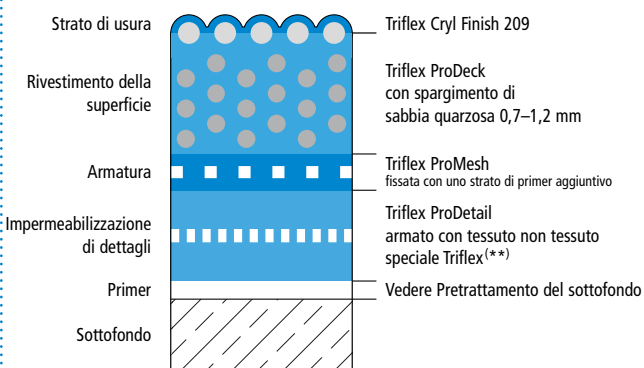 Strato di usura
Triflex Cryl Finish 209
Rivestimento della
superficie
Triflex ProDeck
con spargimento di
sabbia quarzosa 0,7–1,2 mm
Armatura
Triflex ProMesh
fissata con uno strato di primer aggiuntivo
Impermeabilizzazione
di dettagli
Triflex ProDetail
armato con tessuto non tessuto
speciale Triflex(**)
Primer
Vedere Pretrattamento del sottofondo
Sottofondo